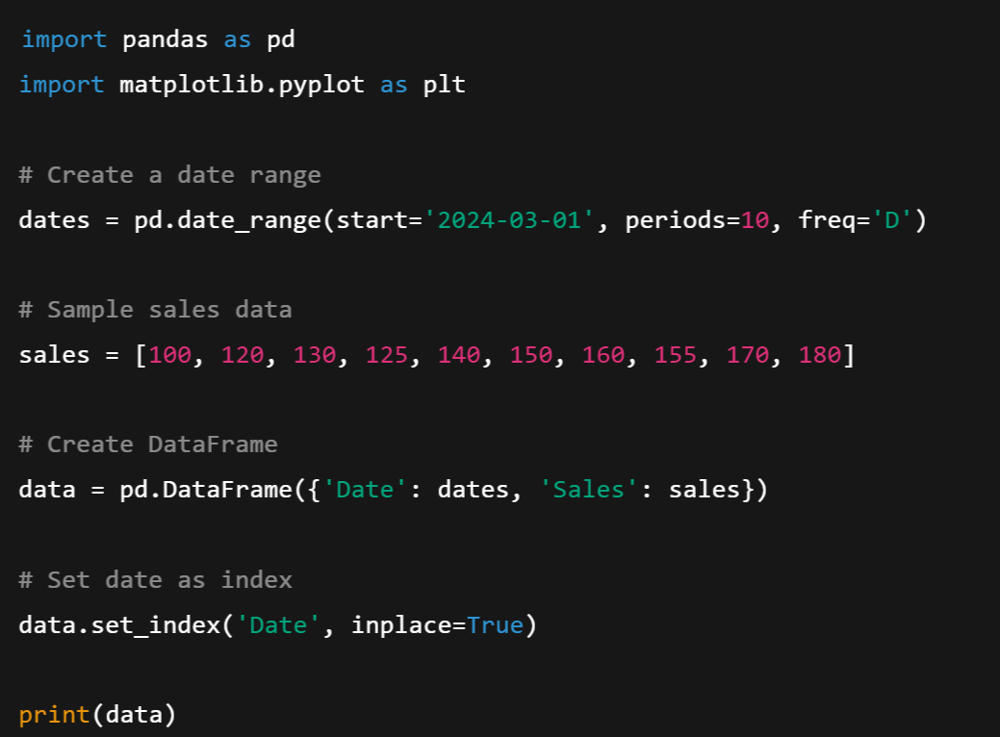 import pandas as pd
import matplotlib.pyplot as plt
# Create a date range
dates = pd.date_range(start='2024-03-01', periods=10, freq='D')
# Sample sales data
sales = [100, 120, 130, 125, 140, 150, 160, 155, 170, 180]
# Create DataFrame
data = pd.DataFrame({'Date': dates, 'Sales': sales})
# Set date as index
data.set_index('Date', inplace=True)
print(data)